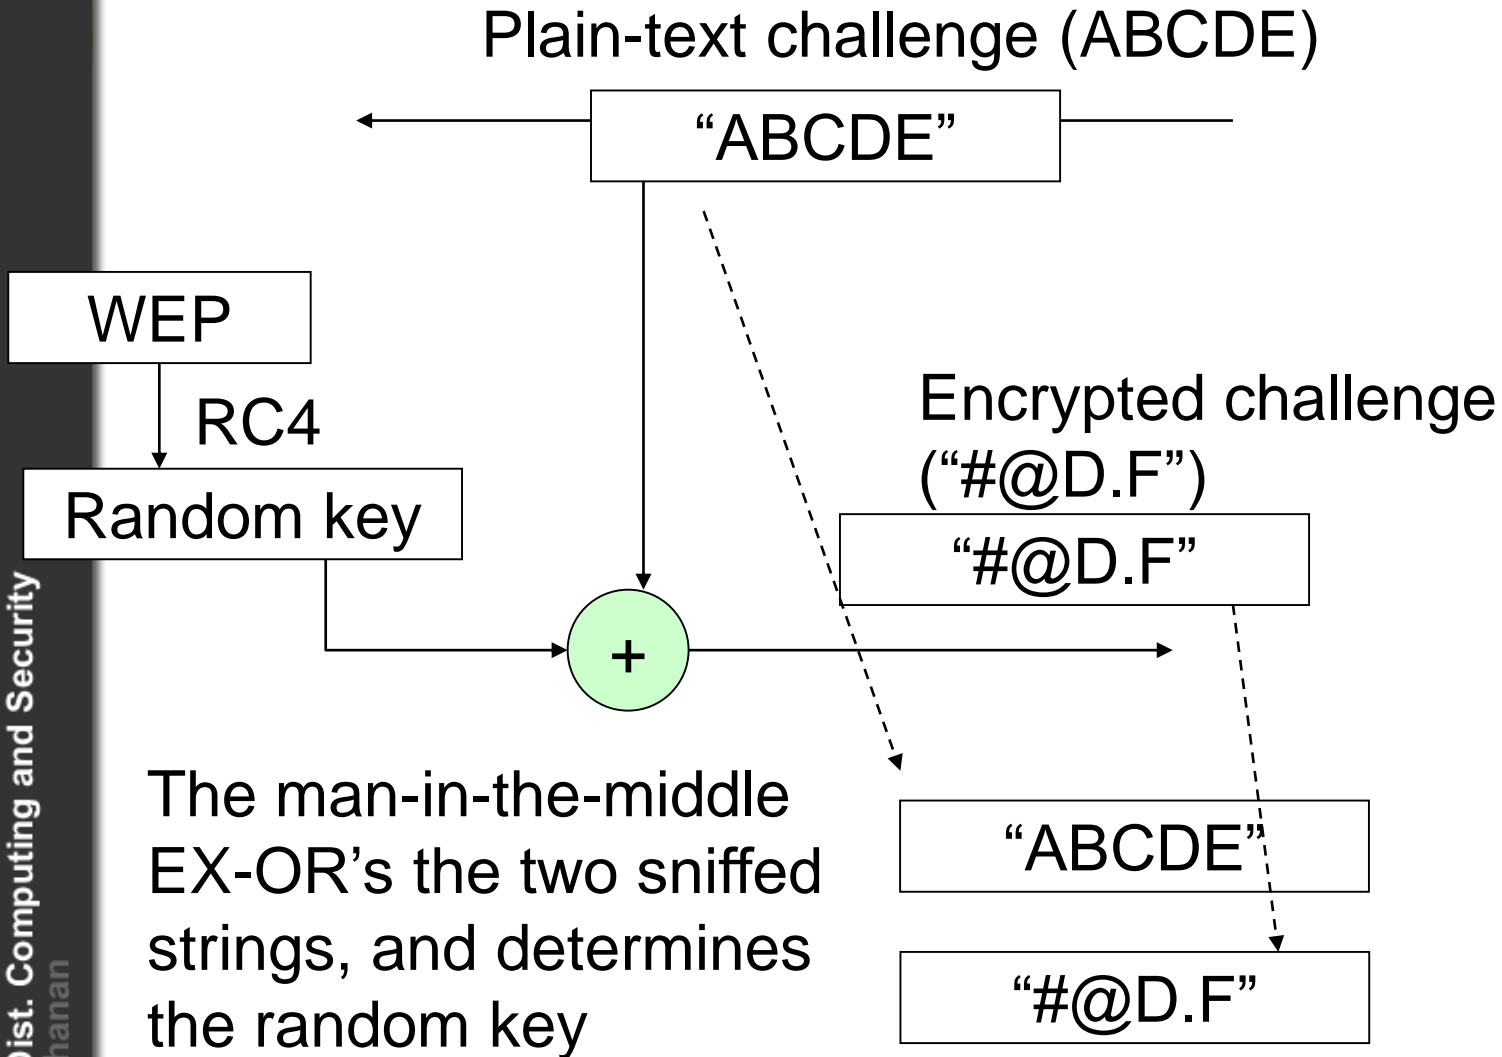 Plain-text challenge (ABCDE)
“ABCDE”
WEP
RC4
Random key
Encrypted challenge
(“#@D.F”)
“#@D.F”
+
The man-in-the-middle
EX-OR’s the two sniffed
strings, and determines
the random key
“ABCDE”
“#@D.F”
Dist. Computing and Security